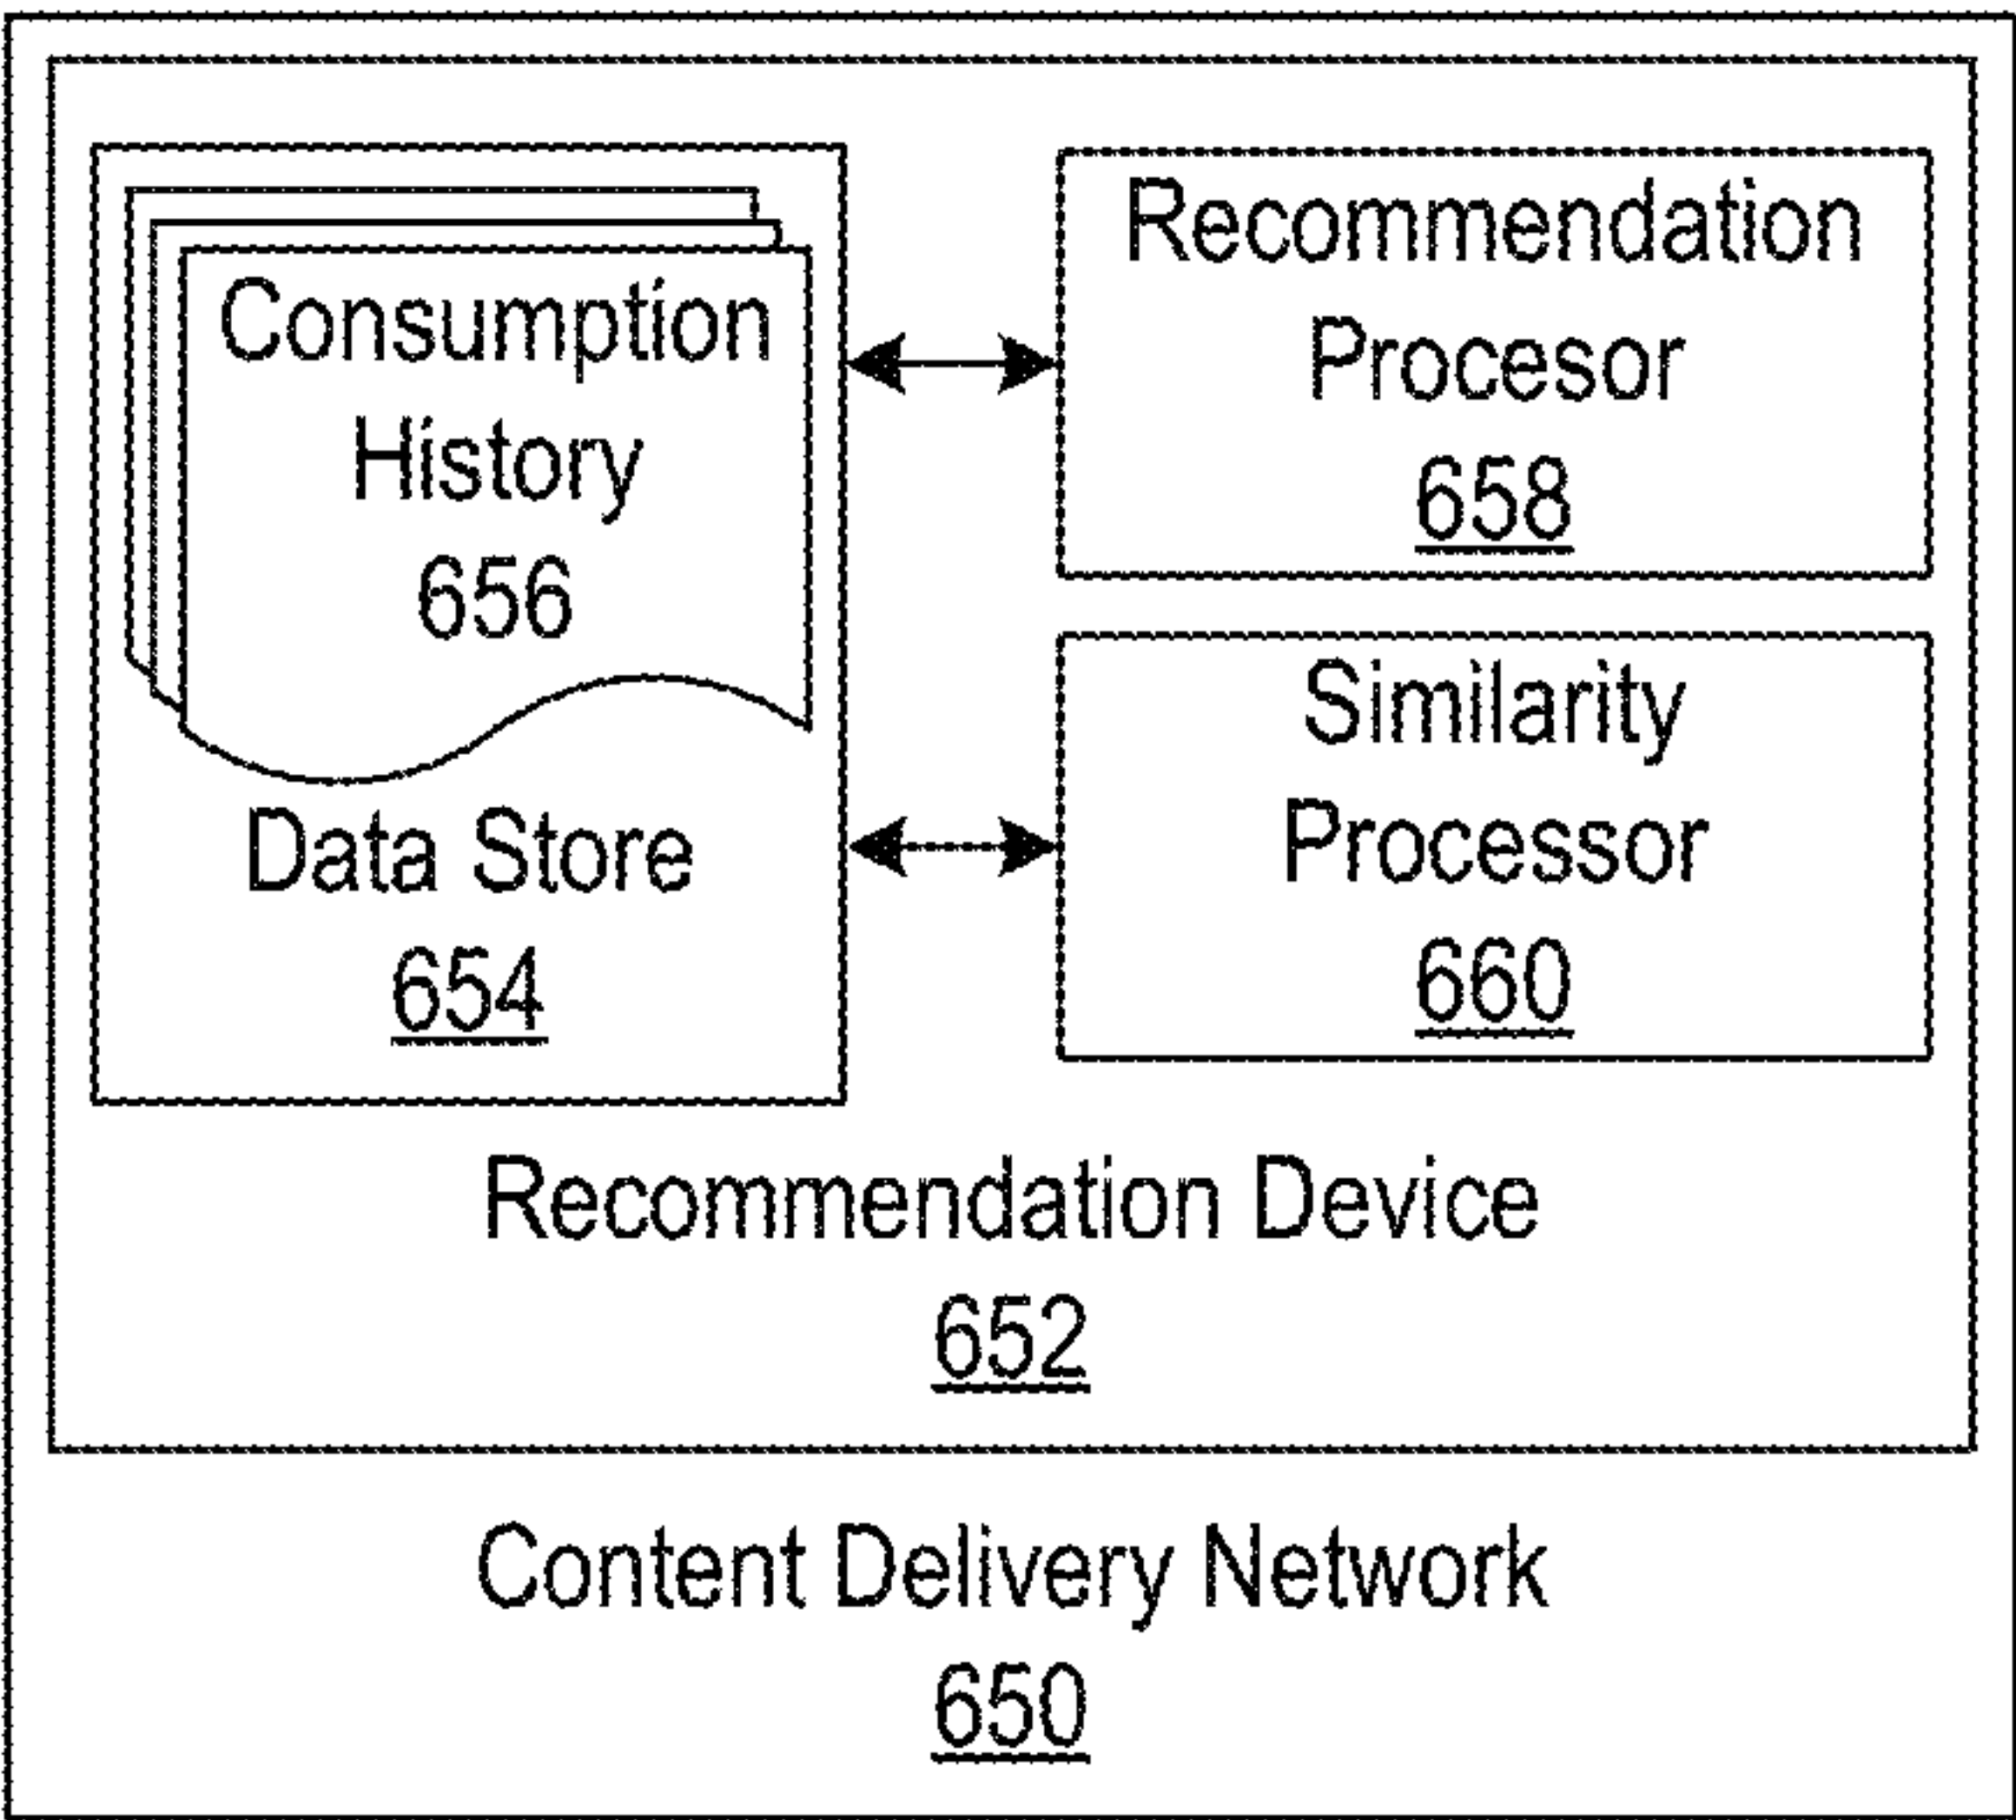 Consumption
History
656
Data Store
654
Recommendation
Procesor
658
Similarity
Processor
660
Recommendation Device
652
Content Delivery Network
650